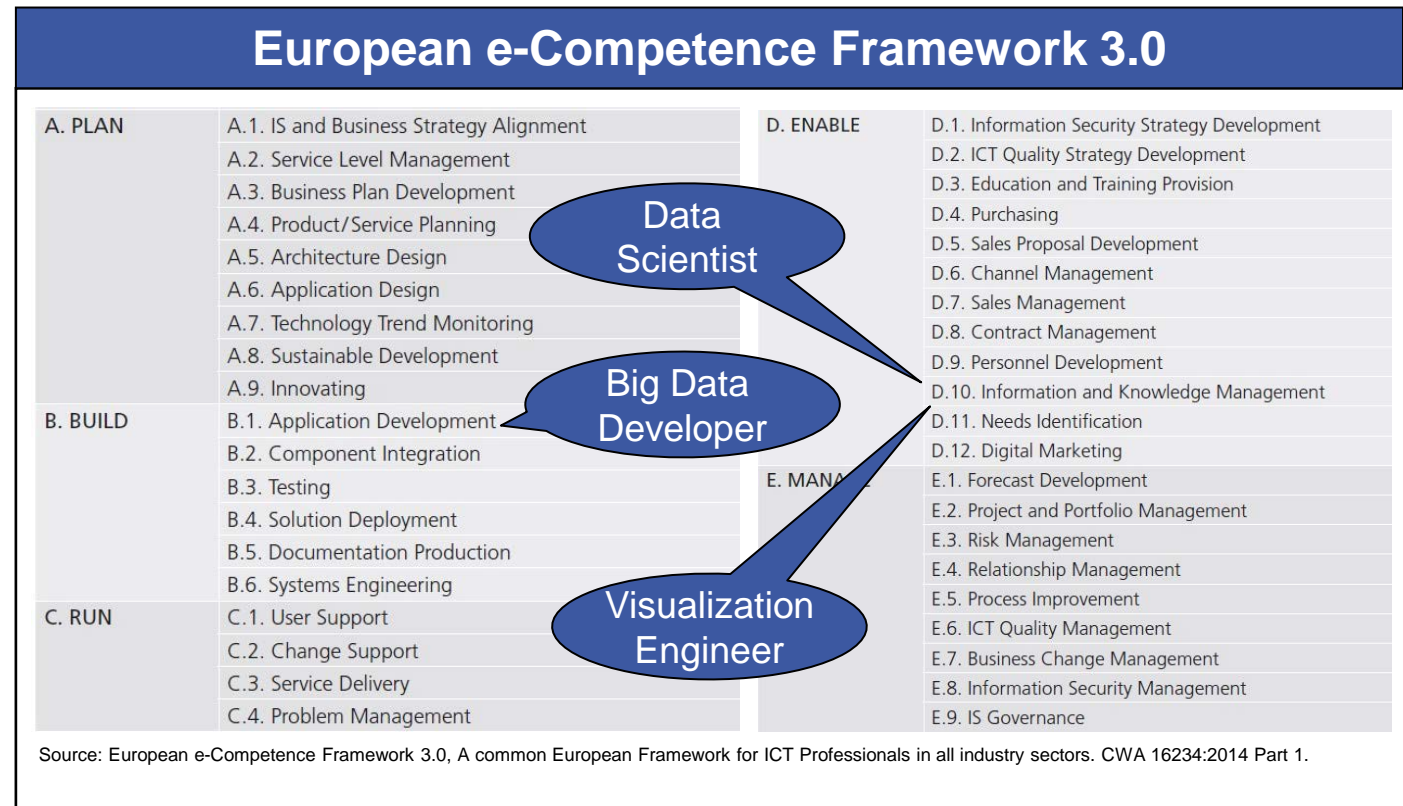 European e-Competence Framework 3.0
A. PLAN
A.1. IS and Business Strategy Alignment
A.2. Service Level Management
A.3. Business Plan Development
A.4. Product/Service Planning
A.5. Architecture Design
A.6. Application Design
A.7. Technology Trend Monitoring
A.8. Sustainable Development
A.9. Innovating
B. BUILD
B.1. Application Development
B.2. Component Integration
B.3. Testing
B.4. Solution Deployment
B.5. Documentation Production
B.6. Systems Engineering
C. RUN
C.1. User Support
C.2. Change Support
C.3. Service Delivery
C.4. Problem Management
Data
Scientist
Big Data
Developer
Visualization
Engineer
D. ENABLE
D.1. Information Security Strategy Development
D.2. ICT Quality Strategy Development
D.3. Education and Training Provision
D.4. Purchasing
D.5. Sales Proposal Development
D.6. Channel Management
D.7. Sales Management
D.8. Contract Management
D.9. Personnel Development
D.10. Information and Knowledge Management
D.11. Needs Identification
D.12. Digital Marketing
E. MANAGE
E.1. Forecast Development
E.2. Project and Portfolio Management
E.3. Risk Management
E.4. Relationship Management
E.5. Process Improvement
E.6. ICT Quality Management
E.7. Business Change Management
E.8. Information Security Management
E.9. IS Governance
Source: European e-Competence Framework 3.0, A common European Framework for ICT Professionals in all industry sectors. CWA 16234:2014 Part 1.